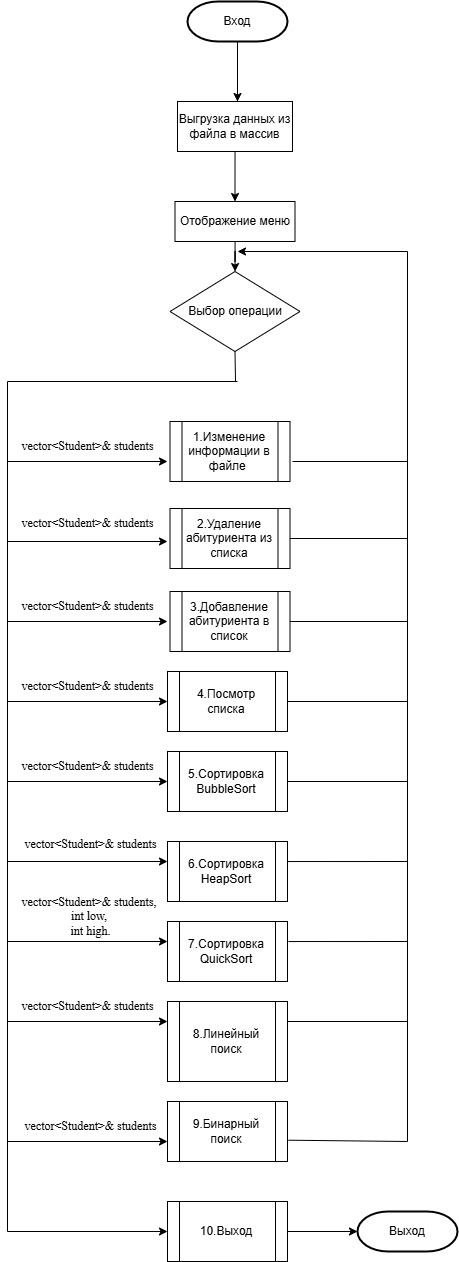 Вход
Выгрузка данных из
файла в массив
Отображение меню
Выбор операции
vector<Student>& students
1.Изменение
информации в
файле
vector<Student>& students
2.Удаление
абитуриента из
списка
vector<Student>& students
3.Добавление
абитуриента в
список
vector<Student>& students
4.Посмотр
списка
vector<Student>& students
5.Сортировка
BubbleSort
vector<Student>& students
6.Сортировка
HeapSort
vector<Student>& students,
int low,
int high.
7.Сортировка
QuickSort
vector<Student>& students
8.Линейный
поиск
vector<Student>& students
9.Бинарный
поиск
10.Выход
Выход